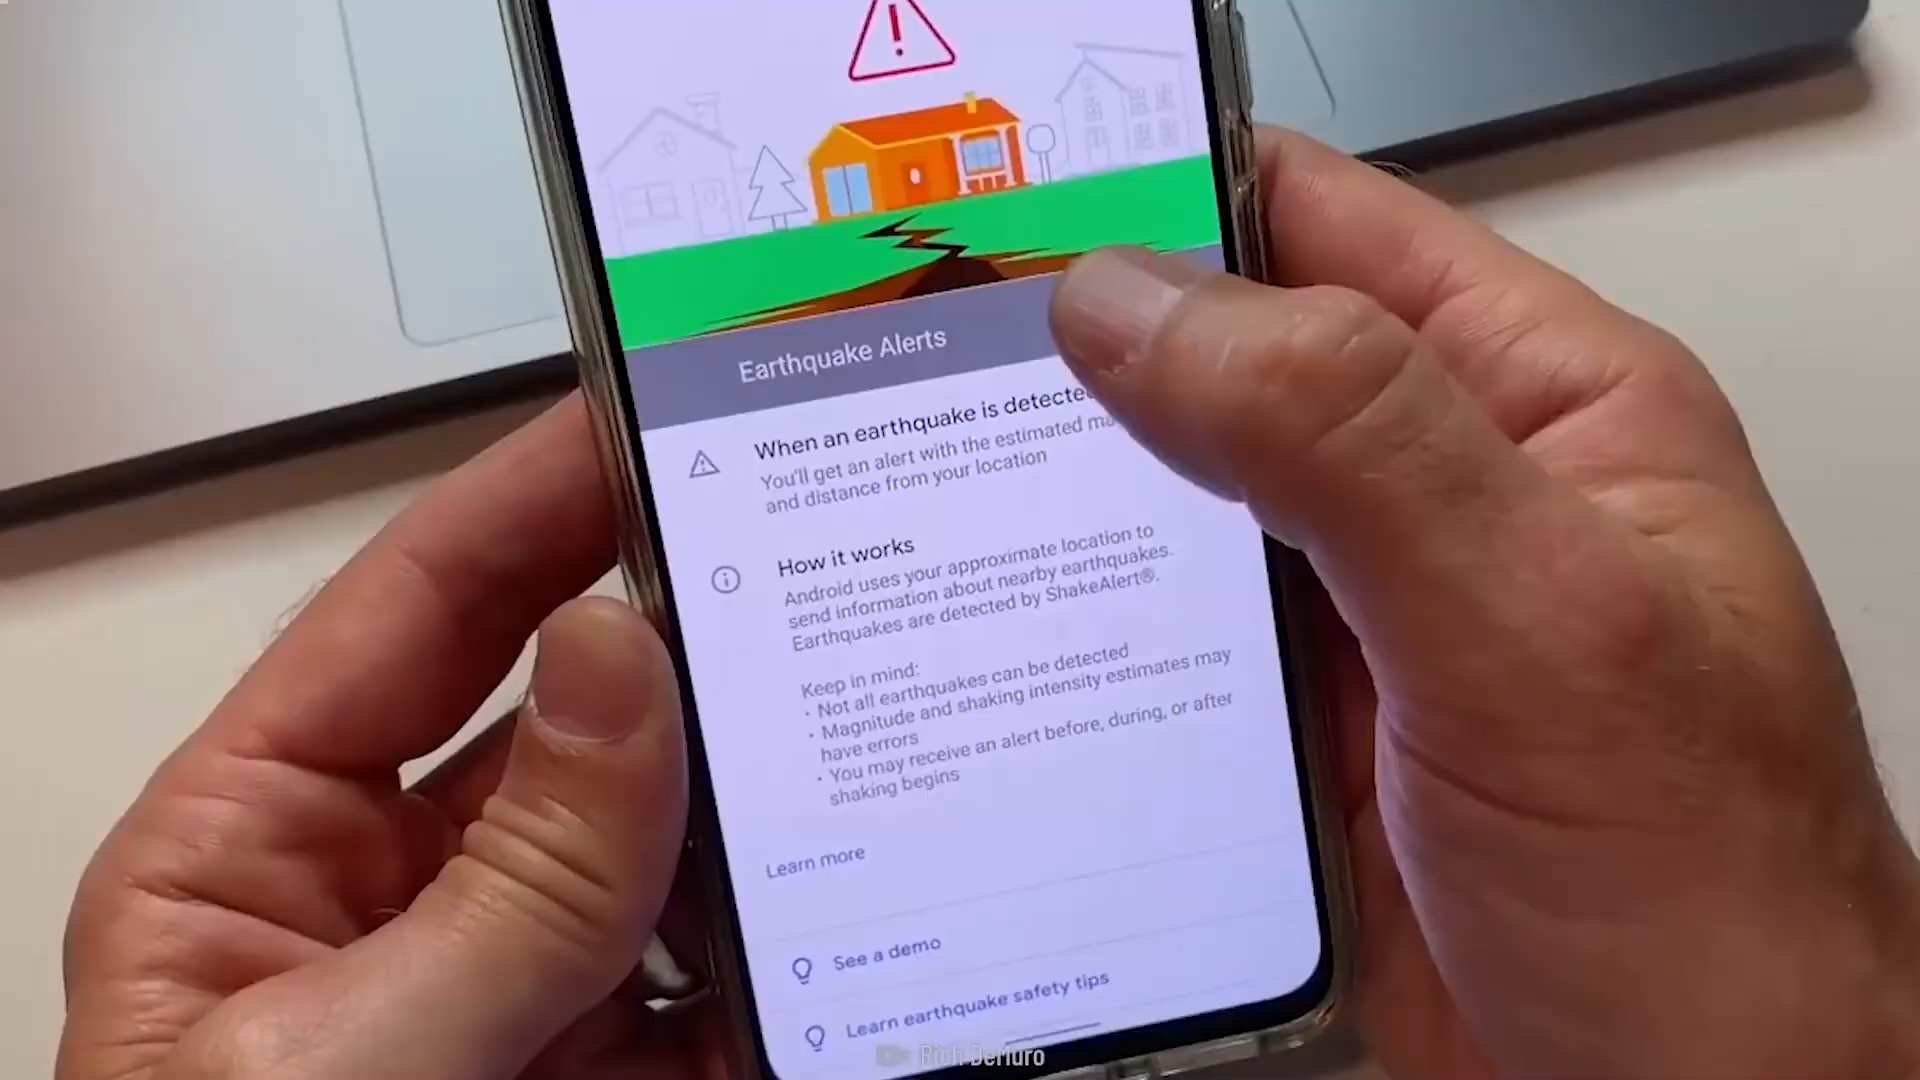 Earthquake Alerts
When an earthquake is detected
You'll get an alert with the estimated
and distance from your location
How it works
Android uses your approximate location to
send information about nearby earthquakes.
Earthquakes are detected by ShakeAlert®.
Keep in mind:
• Not all earthquakes can be detected
• Magnitude and shaking intensity estimates may
have errors
• You may receive an alert before, during, or after
shaking begins
Learn more
See a demo
Learn earthquake safety tips
Rich DeMuro